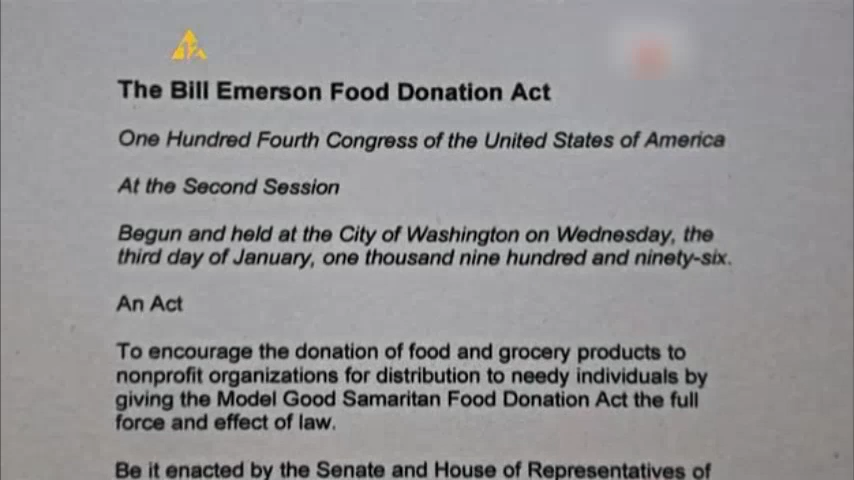 The Bill Emerson Food Donation Act
One Hundred Fourth Congress of the United States of America
At the Second Session
Begun and held at the City of Washington on Wednesday, the
third day of January, one thousand nine hundred and ninety-six.
An Act
To encourage the donation of food and grocery products to
nonprofit organizations for distribution to needy individuals by
giving the Model Good Samaritan Food Donation Act the full
force and effect of law.
Be it enacted by the Senate and House of Representatives of